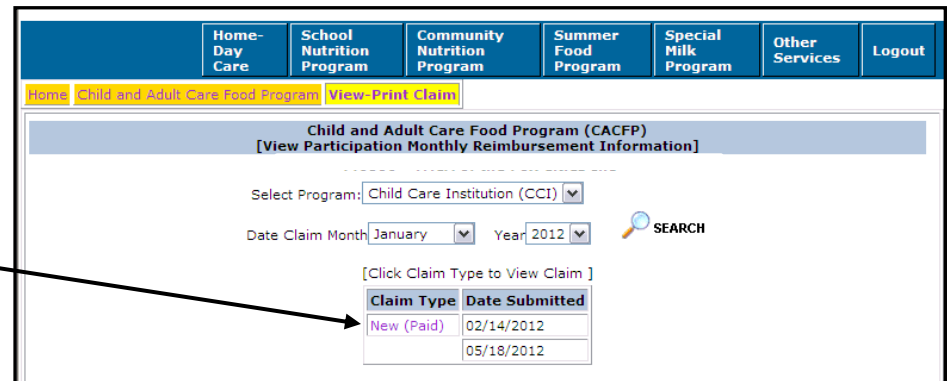 Home-Day Care School Nutrition Program Community Nutrition Program Summer Food Program Special Milk Program Other Services Logout
Home Child and Adult Care Food Program View-Print Claim
Child and Adult Care Food Program (CACFP)
[View Participation Monthly Reimbursement Information]
Select Program: Child Care Institution (CCI)
Date Claim Month January Year 2012 SEARCH
[Click Claim Type to View Claim ]
Claim Type Date Submitted
New (Paid) 02/14/2012
05/18/2012